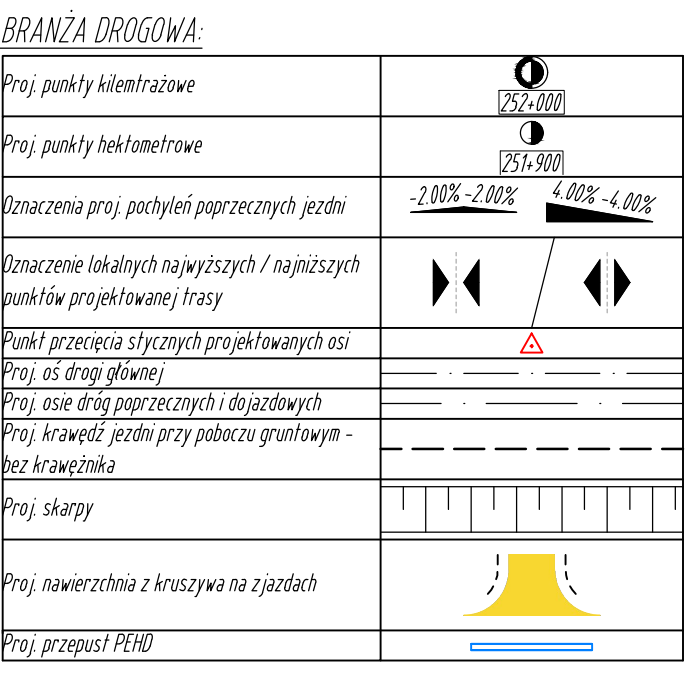 BRANŻA DROGOWA:
Proj. punkty kilemtrażowe
252+000
Proj. punkty hektometrowe
251+900
Oznaczenia proj. pochyleń poprzecznych jezdni
-2.00% -2.00% 4.00% -4.00%
Oznaczenie lokalnych najwyższych / najniższych
punktów projektowanej trasy
Punkt przecięcia stycznych projektowanych osi
Proj. oś drogi głównej
Proj. osie dróg poprzecznych i dojazdowych
Proj. krawędź jezdni przy poboczu gruntowym -
bez krawężnika
Proj. skarpy
Proj. nawierzchnia z kruszywa na zjazdach
Proj. przepust PEHD